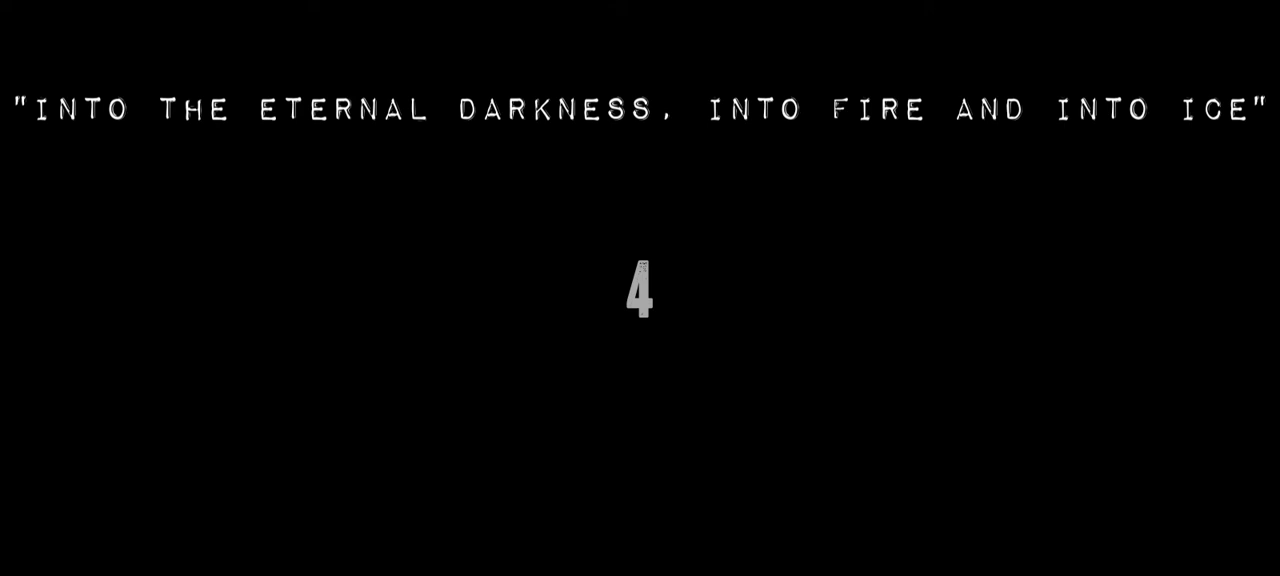 "INTO THE ETERNAL DARKNESS, INTO FIRE AND INTO ICE"
4